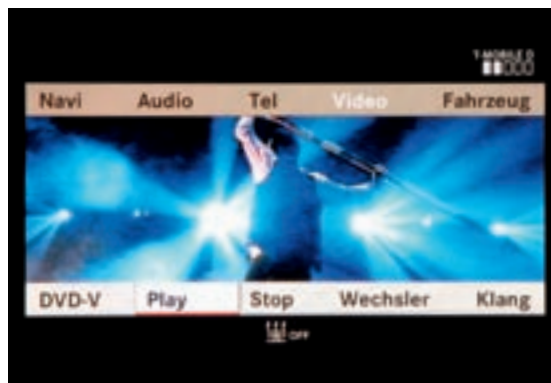 T-MOBILE D
Navi Audio Tel Video Fahrzeug
DVD-V Play Stop Wechsler Klang
OFF